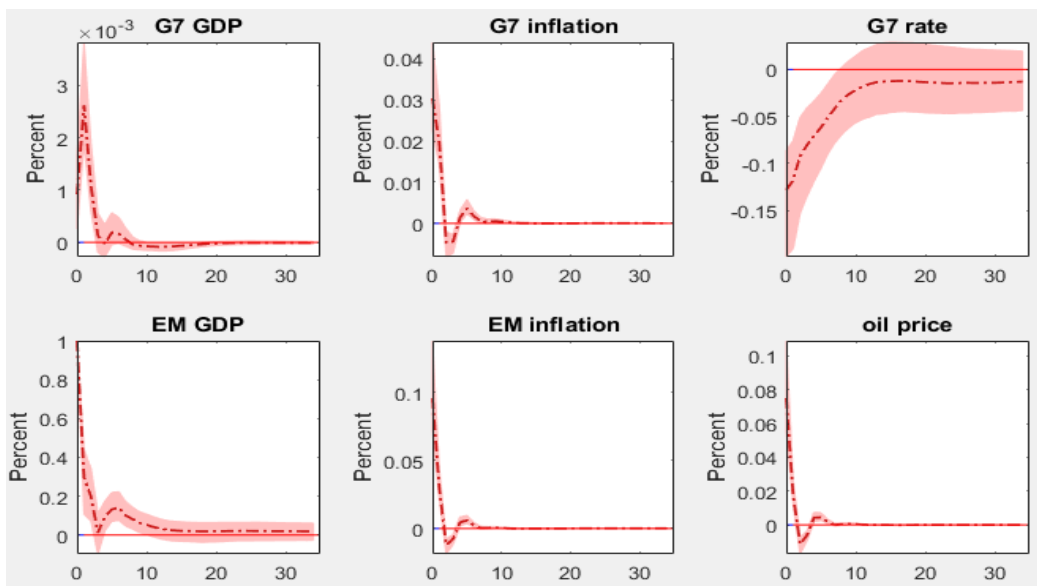 G7 GDP
× 10⁻³
Percent
3
2
1
0
0 10 20 30
G7 inflation
Percent
0.04
0.03
0.02
0.01
0
0 10 20 30
G7 rate
Percent
0
-0.05
-0.1
-0.15
0 10 20 30
EM GDP
Percent
1
0.8
0.6
0.4
0.2
0
0 10 20 30
EM inflation
Percent
0.1
0.05
0
0 10 20 30
oil price
Percent
0.1
0.08
0.06
0.04
0.02
0
0 10 20 30